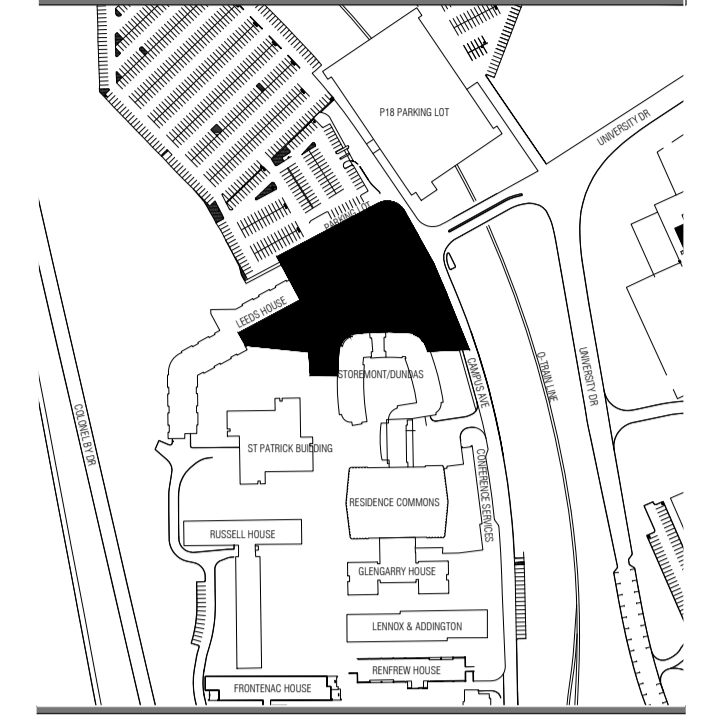 P18 PARKING LOT
UNIVERSITY DR
PARKING LOT
LEEDS HOUSE
STOREMONT/DUNDAS
CAMPUS AVE
O-TRAIN LINE
UNIVERSITY DR
COLONEL BY DR
ST PATRICK BUILDING
CONFERENCE SERVICES
RESIDENCE COMMONS
RUSSELL HOUSE
GLENGARRY HOUSE
LENNOX & ADDINGTON
RENFREW HOUSE
FRONTENAC HOUSE